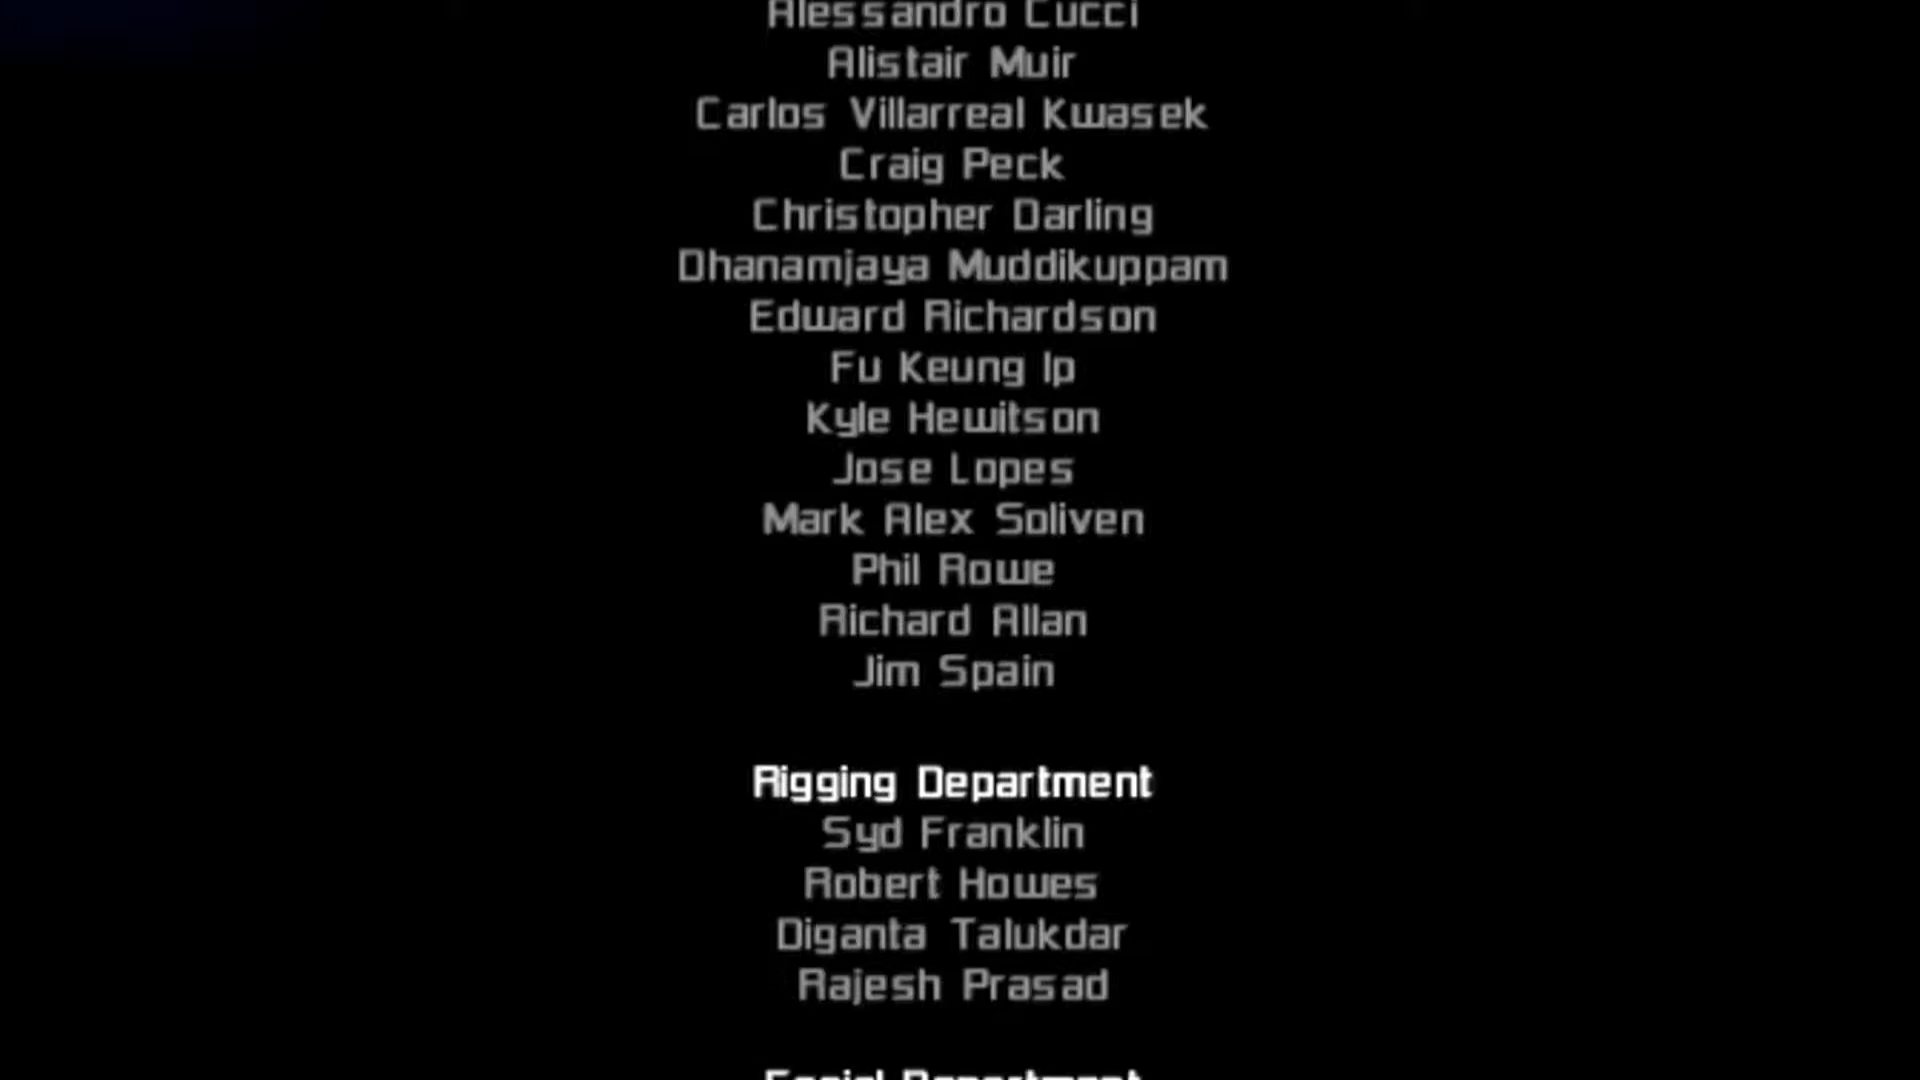 Alessandro Cucci
Alistair Muir
Carlos Villarreal Kwasek
Craig Peck
Christopher Darling
Dhanamjaya Muddikuppam
Edward Richardson
Fu Keung Ip
Kyle Hewitson
Jose Lopes
Mark Alex Soliven
Phil Rowe
Richard Allan
Jim Spain
Rigging Department
Syd Franklin
Robert Howes
Diganta Talukdar
Rajesh Prasad
Department